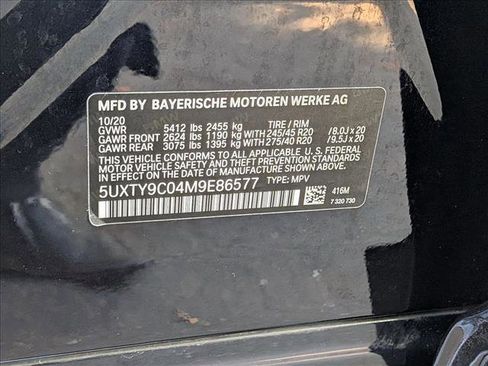 MFD BY BAYERISCHE MOTOREN WERKE AG
10/20
GVWR 5412 lbs 2455 kg TIRE / RIM
GAWR FRONT 2624 lbs 1190 kg 245/45 R20 / 8.0J x 20
GAWR REAR 3075 lbs 1395 kg 275/40 R20 / 9.5J x 20
THIS VEHICLE CONFORMS TO ALL APPLICABLE U.S. FEDERAL
MOTOR VEHICLE SAFETY AND THEFT PREVENTION STANDARDS
IN EFFECT ON THE DATE OF MANUFACTURE SHOWN ABOVE.
5UXTY9C04M9E86577 TYPE: MPV
416M
7 320 730